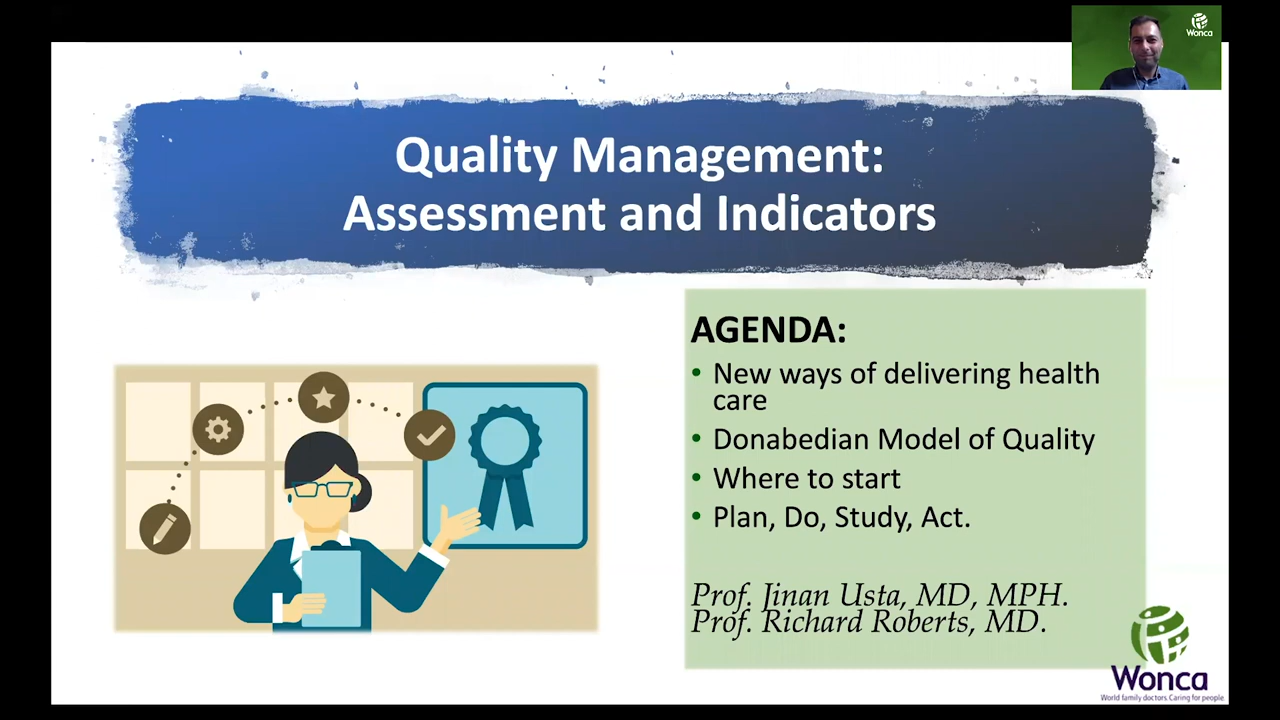 Wonca
Quality Management:
Assessment and Indicators
AGENDA:
• New ways of delivering health
care
• Donabedian Model of Quality
• Where to start
• Plan, Do, Study, Act.
Prof. Jinan Usta, MD, MPH.
Prof. Richard Roberts, MD.
Wonca
World family doctors. Caring for people